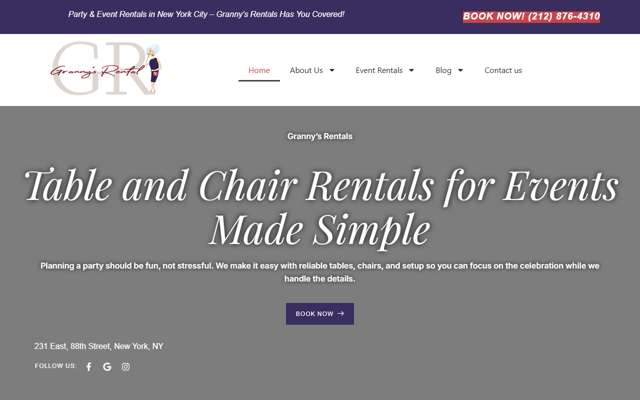 Party & Event Rentals in New York City – Granny's Rentals Has You Covered!
BOOK NOW! (212) 876-4310
GR
Granny's Rental
Home
About Us
Event Rentals
Blog
Contact us
Granny's Rentals
Table and Chair Rentals for Events
Made Simple
Planning a party should be fun, not stressful. We make it easy with reliable tables, chairs, and setup so you can focus on the celebration while we
handle the details.
BOOK NOW
231 East, 88th Street, New York, NY
FOLLOW US: